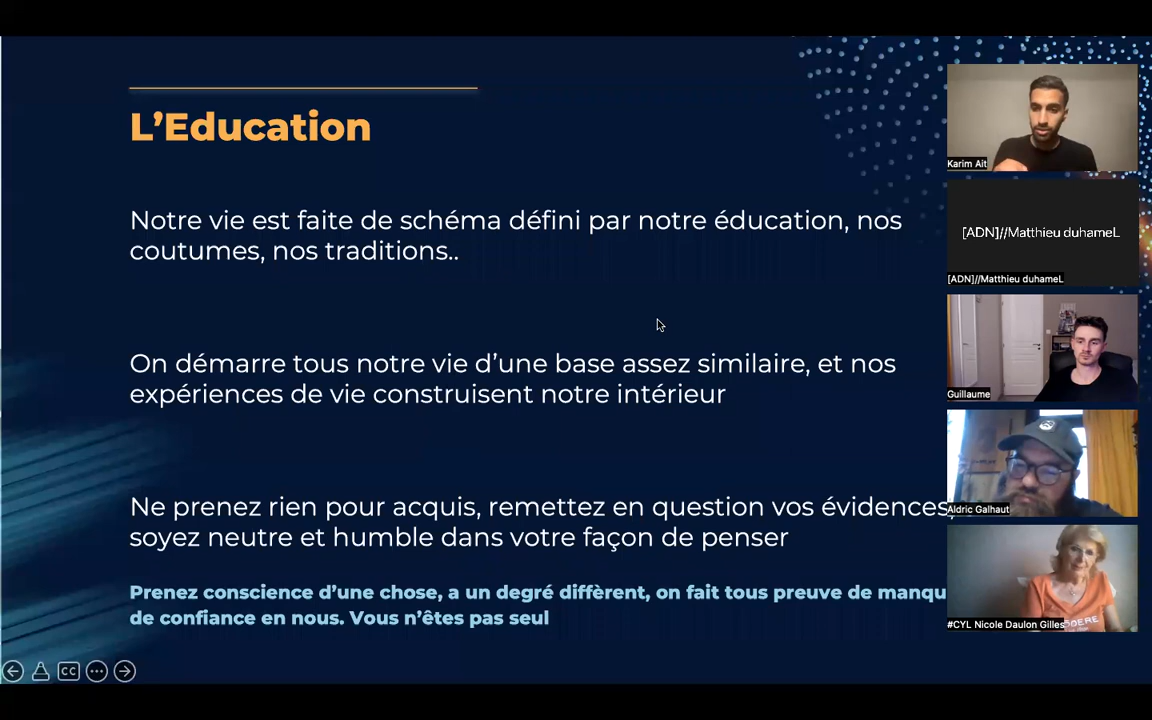 L'Education
Notre vie est faite de schéma défini par notre éducation, nos
coutumes, nos traditions..
On démarre tous notre vie d'une base assez similaire, et nos
expériences de vie construisent notre intérieur
Ne prenez rien pour acquis, remettez en question vos évidences,
soyez neutre et humble dans votre façon de penser
Prenez conscience d'une chose, a un degré diffèrent, on fait tous preuve de manqu
de confiance en nous. Vous n'êtes pas seul
CC
Karim Ait
[ADN]//Matthieu duhameL
[ADN]//Matthieu duhameL
Guillaume
Aldric Galhaut
#CYL Nicole Daulon Gilles